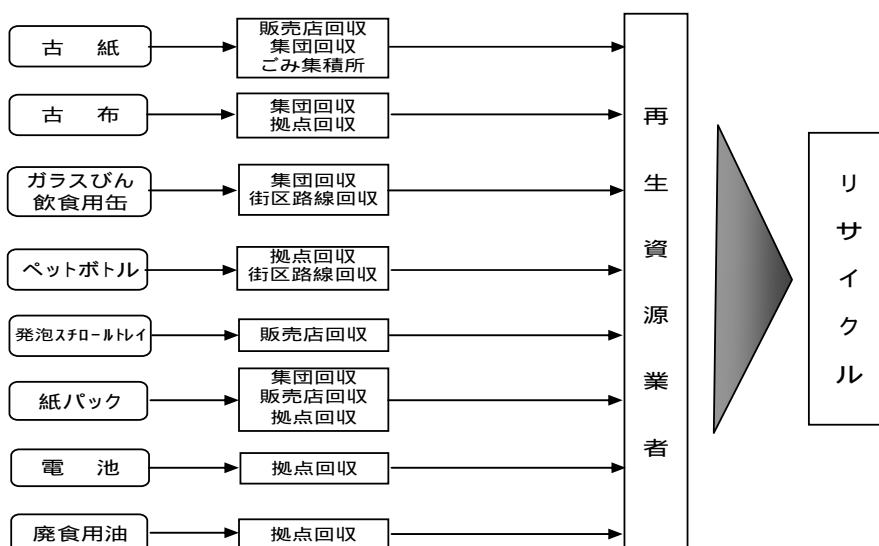 古　紙
販売店回収
集団回収
ごみ集積所
古　布
集団回収
拠点回収
ガラスびん
飲食用缶
集団回収
街区路線回収
ペットボトル
拠点回収
街区路線回収
発泡スチロールトレイ
販売店回収
紙パック
集団回収
販売店回収
拠点回収
電　池
拠点回収
廃食用油
拠点回収
再生資源業者
リサイクル